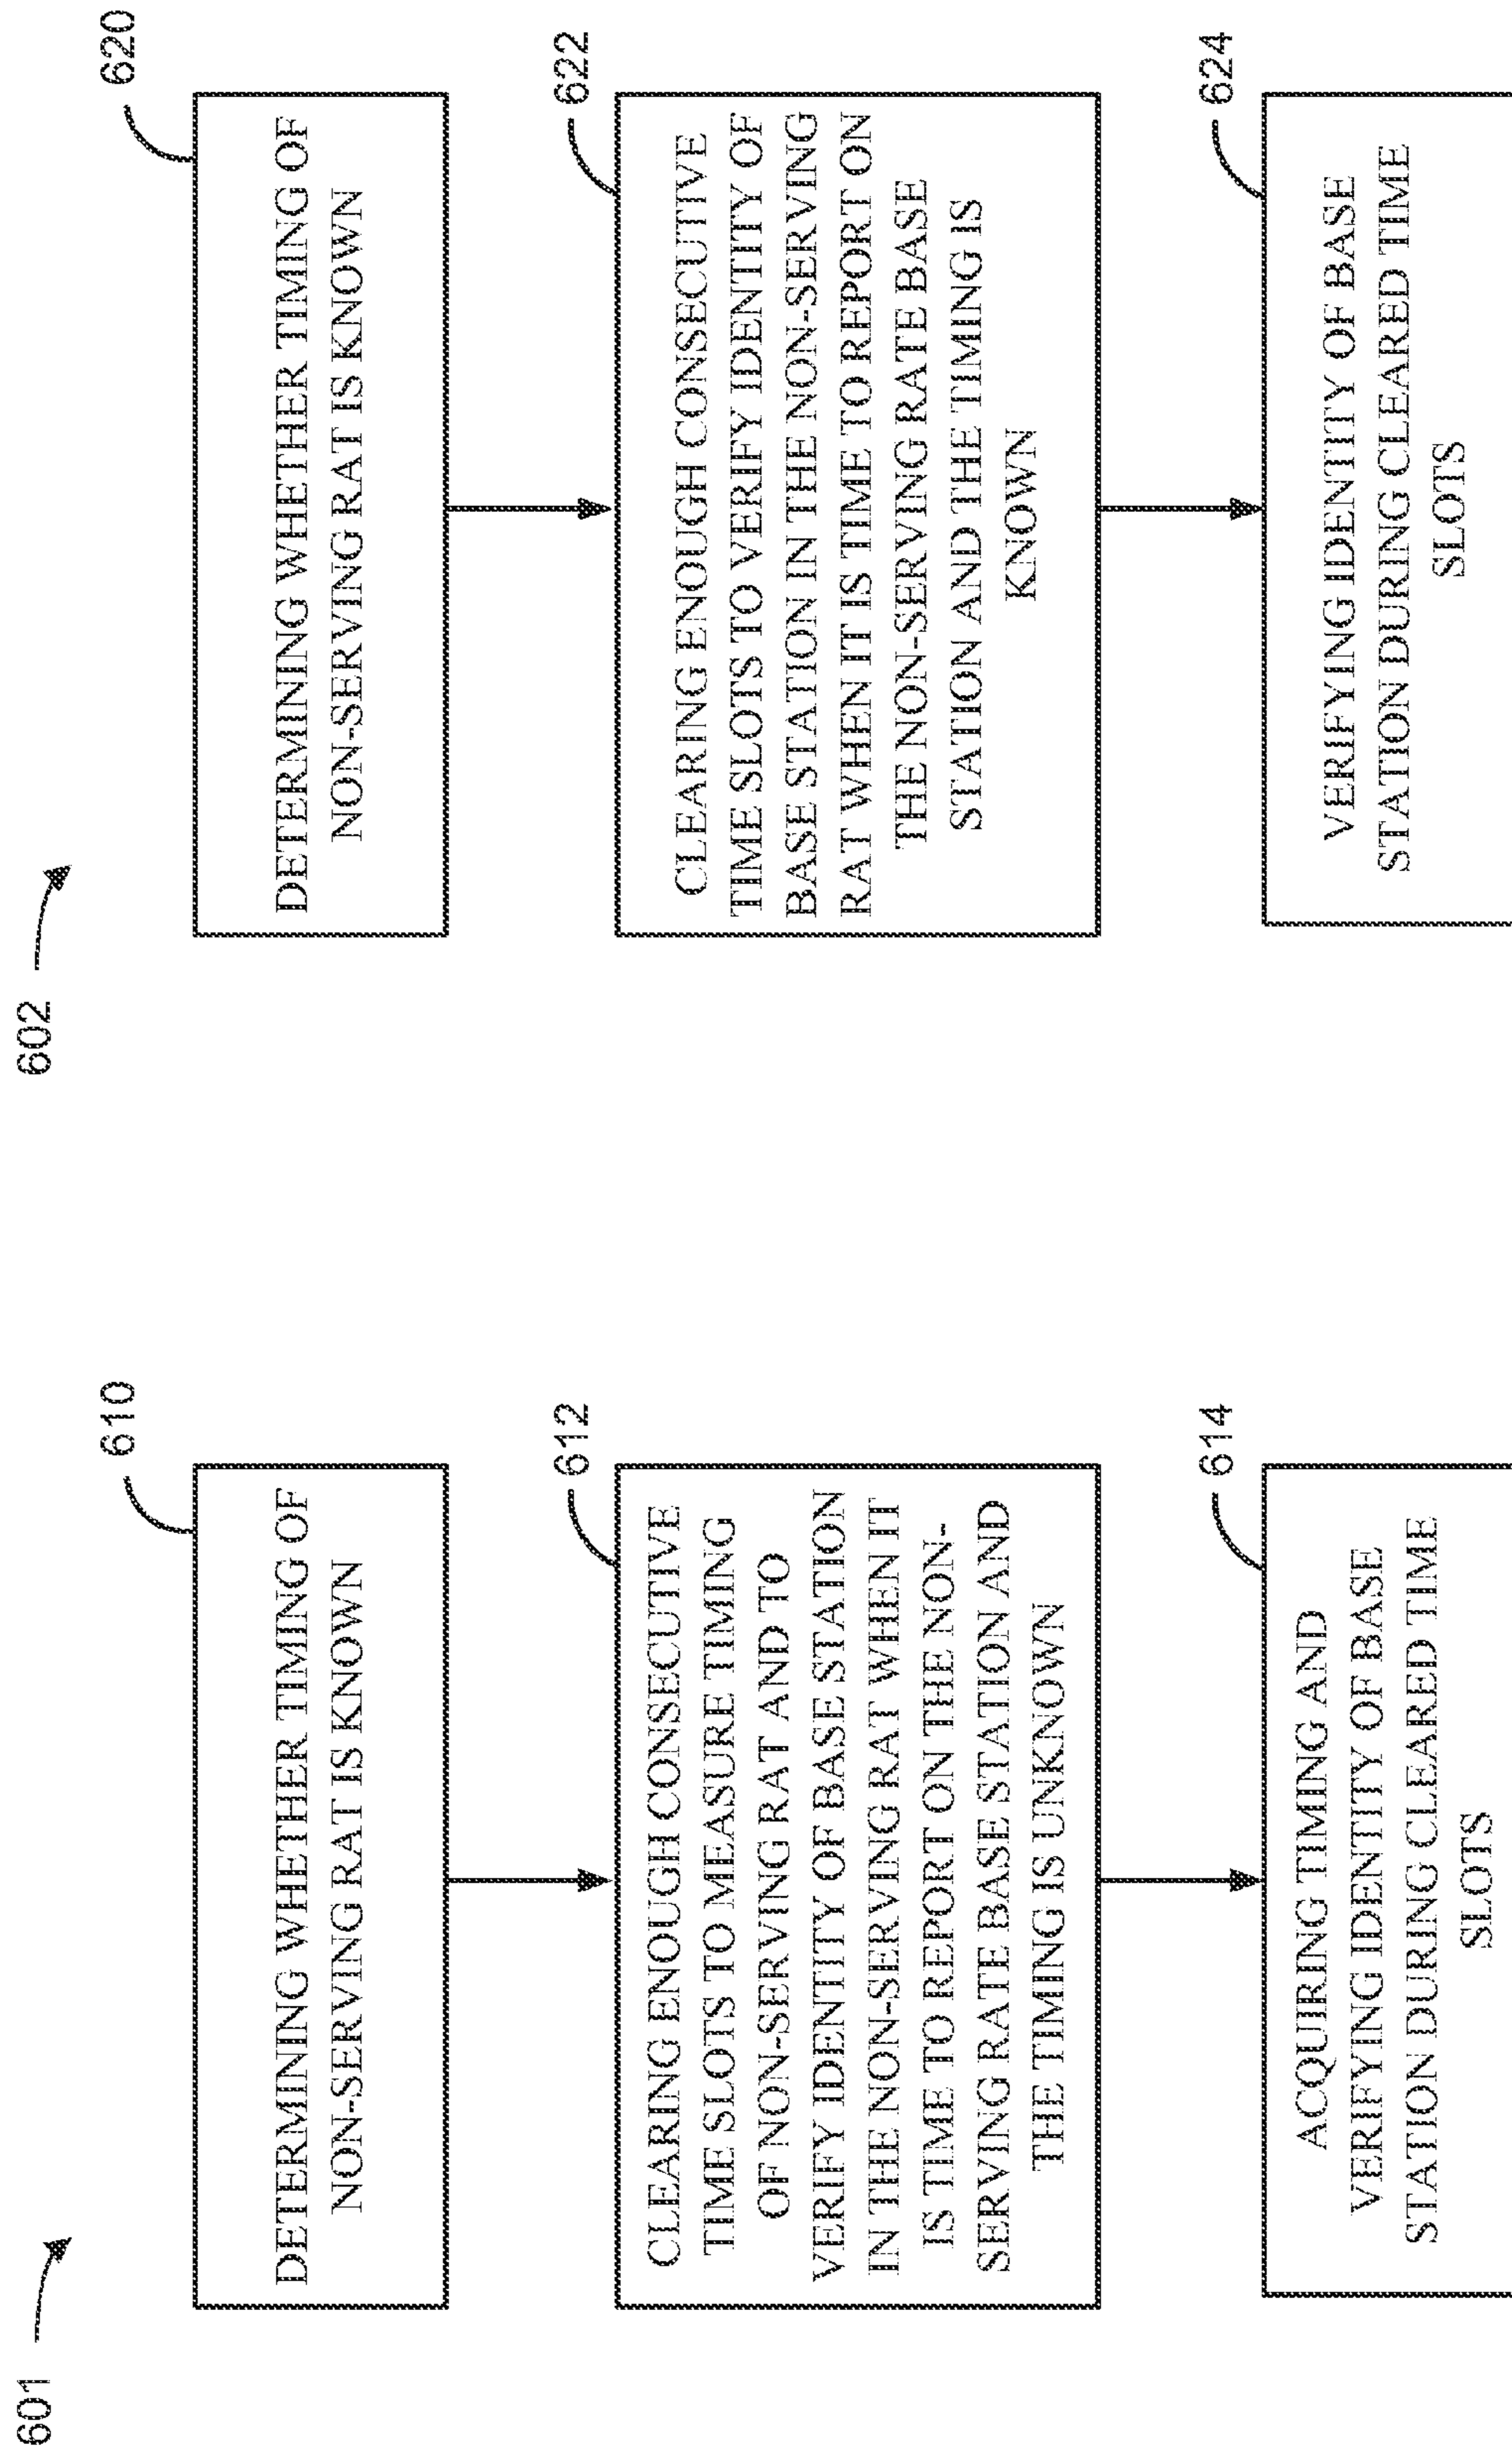 601
610
DETERMINING WHETHER TIMING OF
NON-SERVING RAT IS KNOWN
612
CLEARING ENOUGH CONSECUTIVE
TIME SLOTS TO MEASURE TIMING
OF NON-SERVING RAT AND TO
VERIFY IDENTITY OF BASE STATION
IN THE NON-SERVING RAT WHEN IT
IS TIME TO REPORT ON THE NON-
SERVING RATE BASE STATION AND
THE TIMING IS UNKNOWN
614
ACQUIRING TIMING AND
VERIFYING IDENTITY OF BASE
STATION DURING CLEARED TIME
SLOTS
602
620
DETERMINING WHETHER TIMING OF
NON-SERVING RAT IS KNOWN
622
CLEARING ENOUGH CONSECUTIVE
TIME SLOTS TO VERIFY IDENTITY OF
BASE STATION IN THE NON-SERVING
RAT WHEN IT IS TIME TO REPORT ON
THE NON-SERVING RATE BASE
STATION AND THE TIMING IS
KNOWN
624
VERIFYING IDENTITY OF BASE
STATION DURING CLEARED TIME
SLOTS